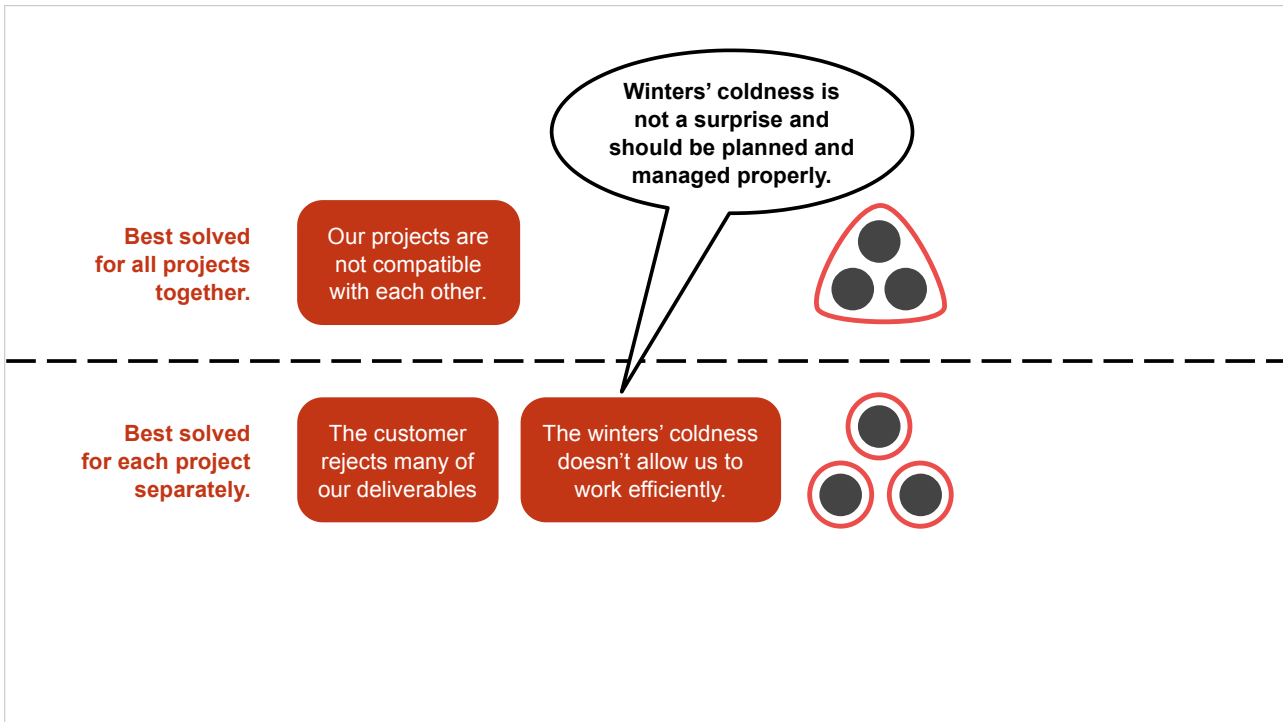 Winters’ coldness is
not a surprise and
should be planned and
managed properly.
Best solved
for all projects
together.
Our projects are
not compatible
with each other.
Best solved
for each project
separately.
The customer
rejects many of
our deliverables
The winters’ coldness
doesn’t allow us to
work efficiently.